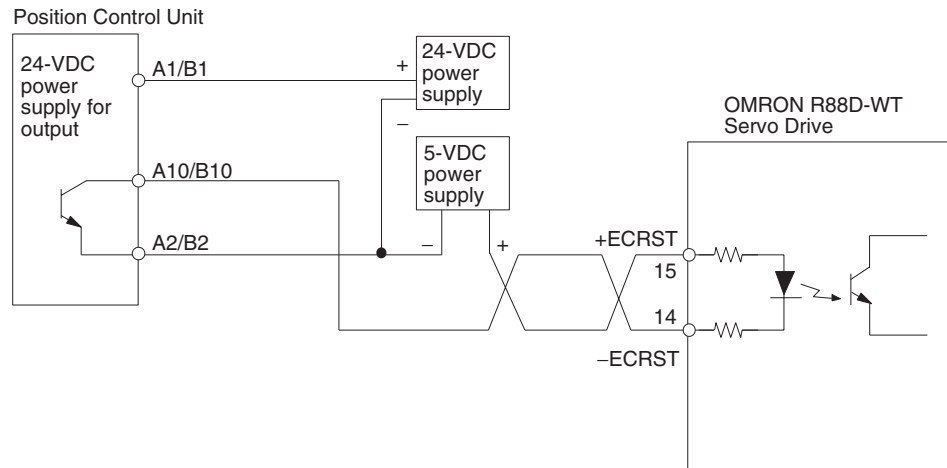 Position Control Unit
24-VDC
power
supply for
output
A1/B1
A10/B10
A2/B2
+
−
24-VDC
power
supply
5-VDC
power
supply
−
+
OMRON R88D-WT
Servo Drive
+ECRST
15
14
−ECRST